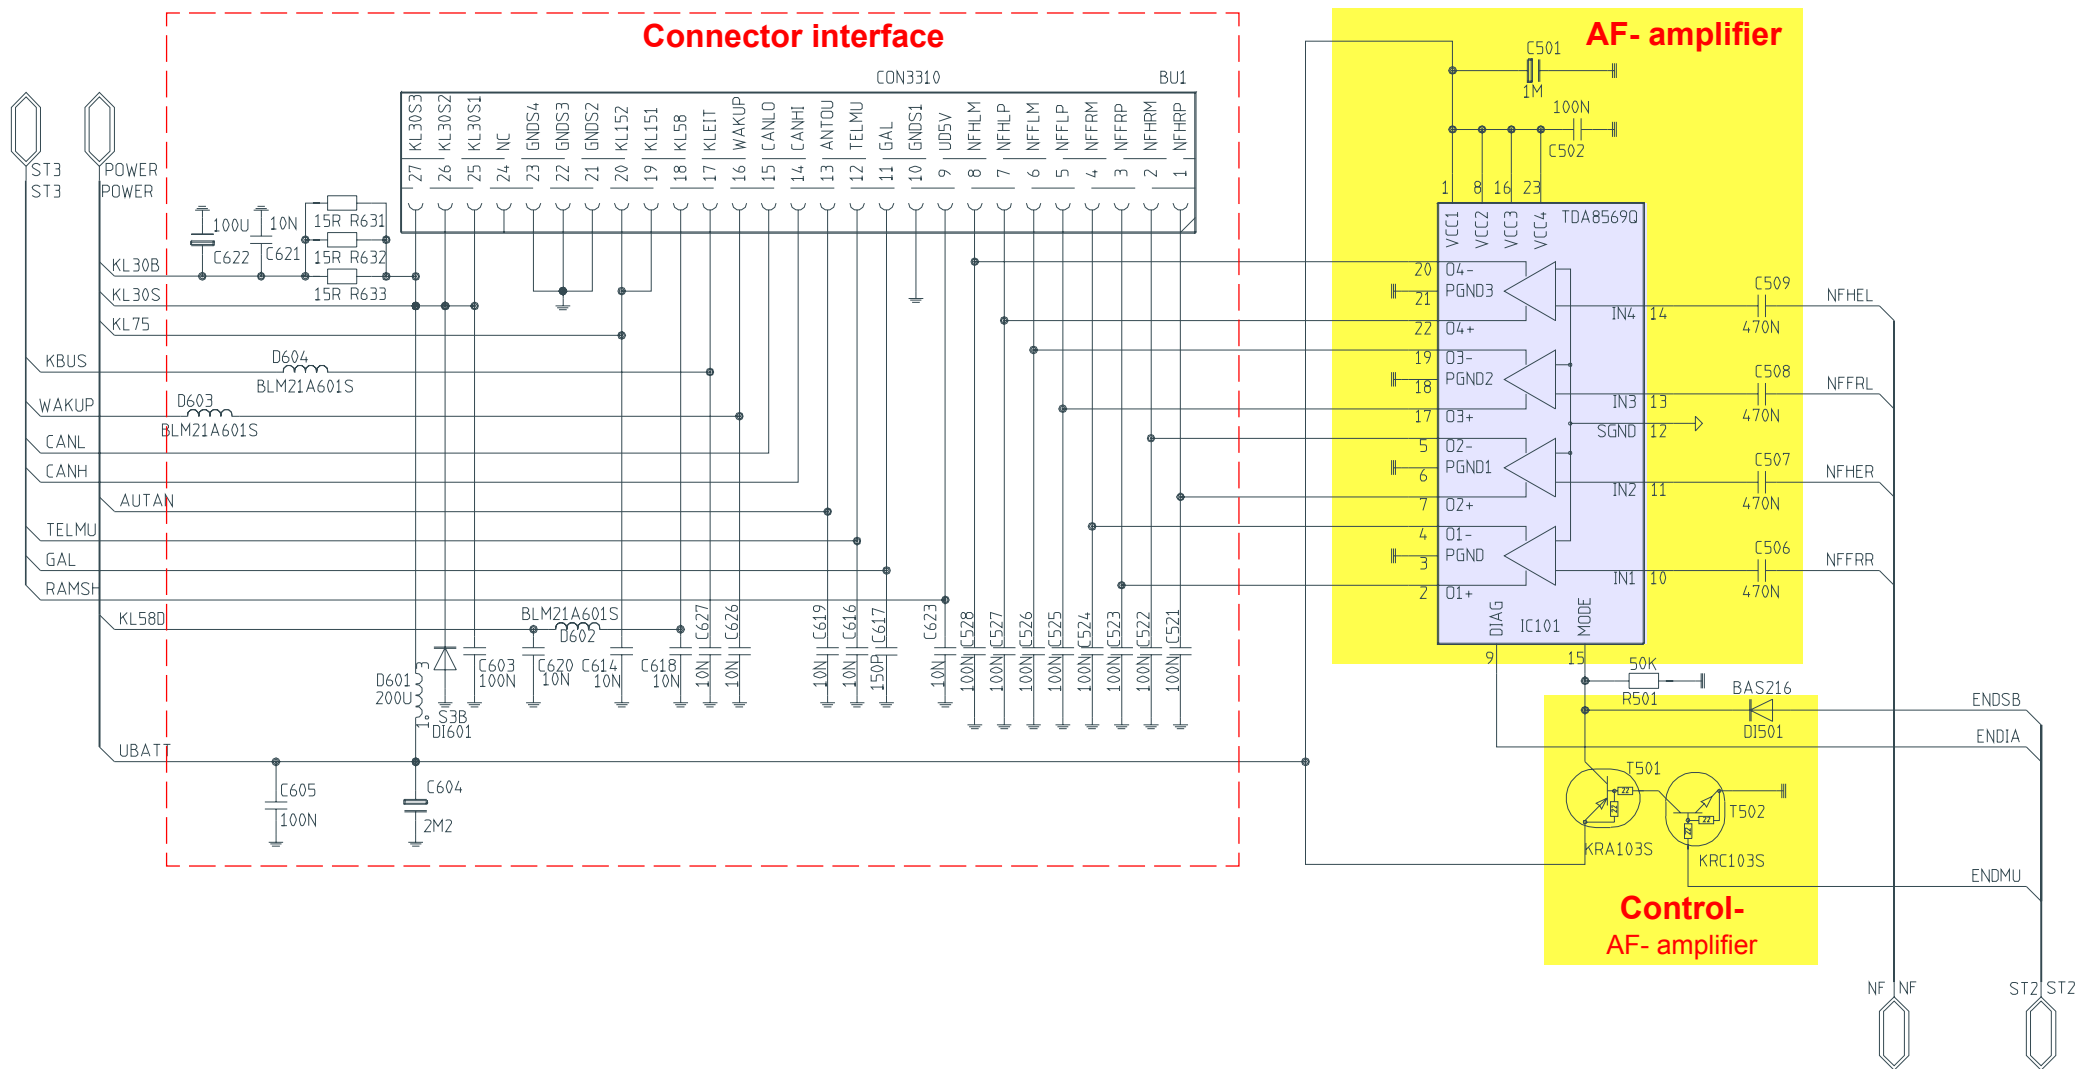 Connector interface
AF- amplifier
CON3310
BU1
27 KL30S3
26 KL30S2
25 KL30S1
24 NC
23 GNDS4
22 GNDS3
21 GNDS2
20 KL152
19 KL151
18 KL58
17 KLEIT
16 WAKUP
15 CANLO
14 CANHI
13 ANTOU
12 TELMU
11 GAL
10 GNDS1
9 UD5V
8 NFHLM
7 NFHLP
6 NFFLM
5 NFFLP
4 NFFRM
3 NFFRP
2 NFHRM
1 NFHRP
ST3
ST3
POWER
POWER
100U
C622
10N
C621
15R R631
15R R632
15R R633
KL30B
KL30S
KL75
KBUS
D604
BLM21A601S
WAKUP
D603
BLM21A601S
CANL
CANH
AUTAN
TELMU
GAL
RAMSH
KL58D
BLM21A601S
D602
UBATT
D601
200U
3
1
S3B
DI601
C603
100N
C620
10N
C614
10N
C618
10N
C627
10N
C626
10N
C619
10N
C616
10N
C617
150P
C623
10N
C528
100N
C527
100N
C526
100N
C525
100N
C524
100N
C523
100N
C522
100N
C521
100N
C605
100N
C604
2M2
C501
1M
100N
C502
1
8
16
23
VCC1
VCC2
VCC3
VCC4
TDA8569Q
20 O4-
21 PGND3
22 O4+
19 O3-
18 PGND2
17 O3+
5 O2-
6 PGND1
7 O2+
4 O1-
3 PGND
2 O1+
IN4 14
IN3 13
SGND 12
IN2 11
IN1 10
DIAG
MODE
IC101
9
15
C509
470N
NFHEL
C508
470N
NFFRL
C507
470N
NFHER
C506
470N
NFFRR
50K
R501
BAS216
DI501
ENDSB
ENDIA
T501
22
22
KRA103S
T502
22
22
KRC103S
ENDMU
Control-
AF- amplifier
NF NF
ST2 ST2